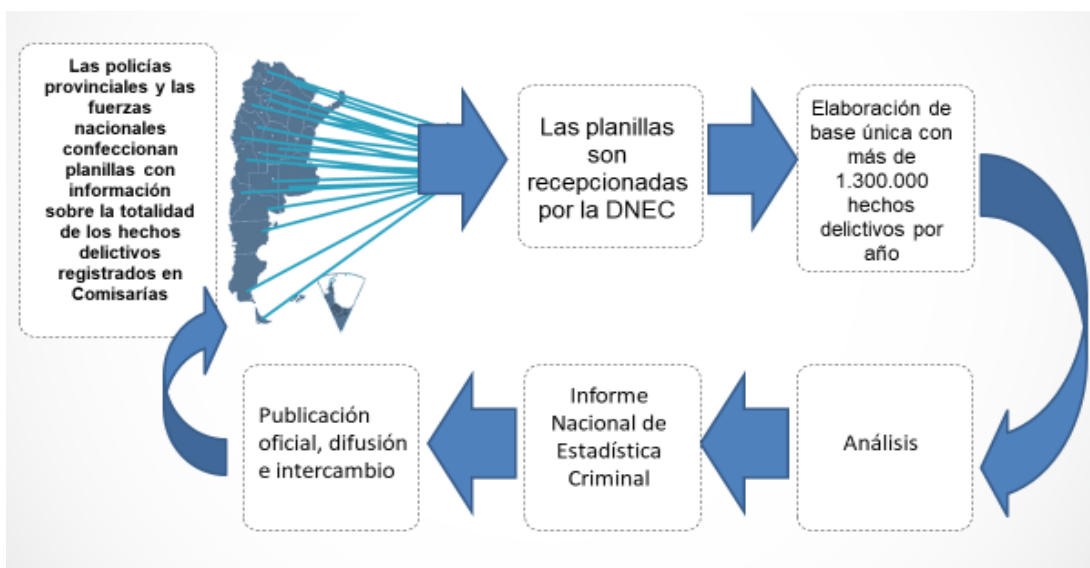 Las policías
provinciales y las
fuerzas
nacionales
confeccionan
planillas con
información
sobre la totalidad
de los hechos
delictivos
registrados en
Comisarías
Las planillas
son
recepcionadas
por la DNEC
Elaboración de
base única con
más de
1.300.000
hechos
delictivos por
año
Análisis
Informe
Nacional de
Estadística
Criminal
Publicación
oficial, difusión
e intercambio